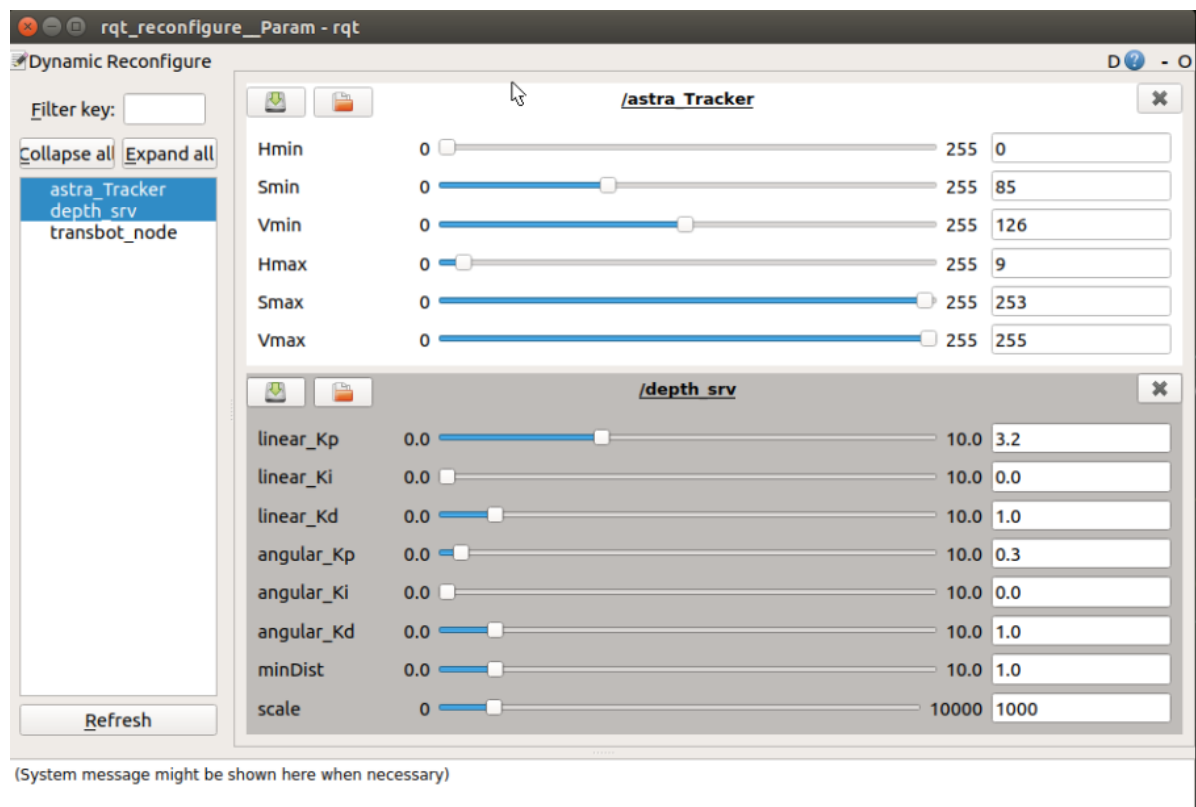 rqt_reconfigure__Param - rqt
Dynamic Reconfigure D - O
Filter key:
Collapse all Expand all
astra_Tracker
depth_srv
transbot_node
Refresh
/astra_Tracker
Hmin 0 255 0
Smin 0 255 85
Vmin 0 255 126
Hmax 0 255 9
Smax 0 255 253
Vmax 0 255 255
/depth_srv
linear_Kp 0.0 10.0 3.2
linear_Ki 0.0 10.0 0.0
linear_Kd 0.0 10.0 1.0
angular_Kp 0.0 10.0 0.3
angular_Ki 0.0 10.0 0.0
angular_Kd 0.0 10.0 1.0
minDist 0.0 10.0 1.0
scale 0 10000 1000
(System message might be shown here when necessary)